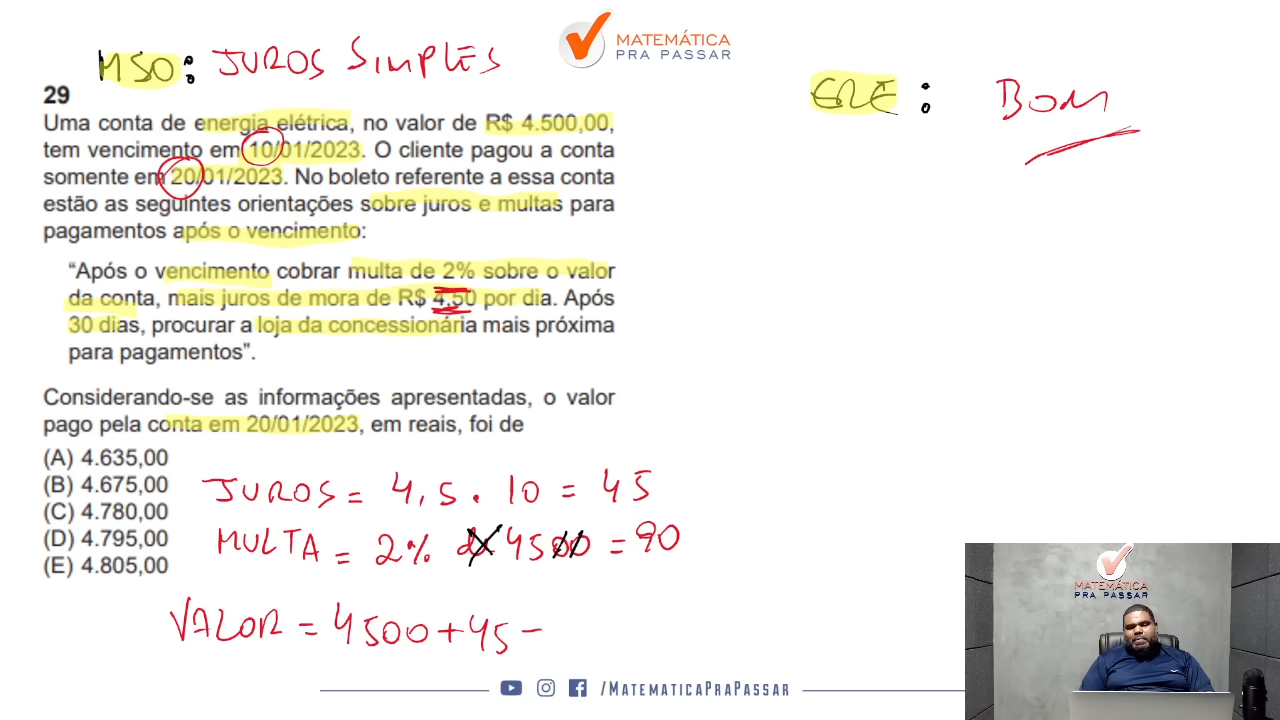 MATEMÁTICA
PRA PASSAR
MSO: JUROS SIMPLES
ERE: BOM
29
Uma conta de energia elétrica, no valor de R$ 4.500,00,
tem vencimento em 10/01/2023. O cliente pagou a conta
somente em 20/01/2023. No boleto referente a essa conta
estão as seguintes orientações sobre juros e multas para
pagamentos após o vencimento:
“Após o vencimento cobrar multa de 2% sobre o valor
da conta, mais juros de mora de R$ 4,50 por dia. Após
30 dias, procurar a loja da concessionária mais próxima
para pagamentos”.
Considerando-se as informações apresentadas, o valor
pago pela conta em 20/01/2023, em reais, foi de
(A) 4.635,00
(B) 4.675,00
(C) 4.780,00
(D) 4.795,00
(E) 4.805,00
JUROS = 4,5 . 10 = 45
MULTA = 2% de 4500 = 90
VALOR = 4500 + 45 -
MATEMÁTICA
PRA PASSAR
/MatematicaPraPassar